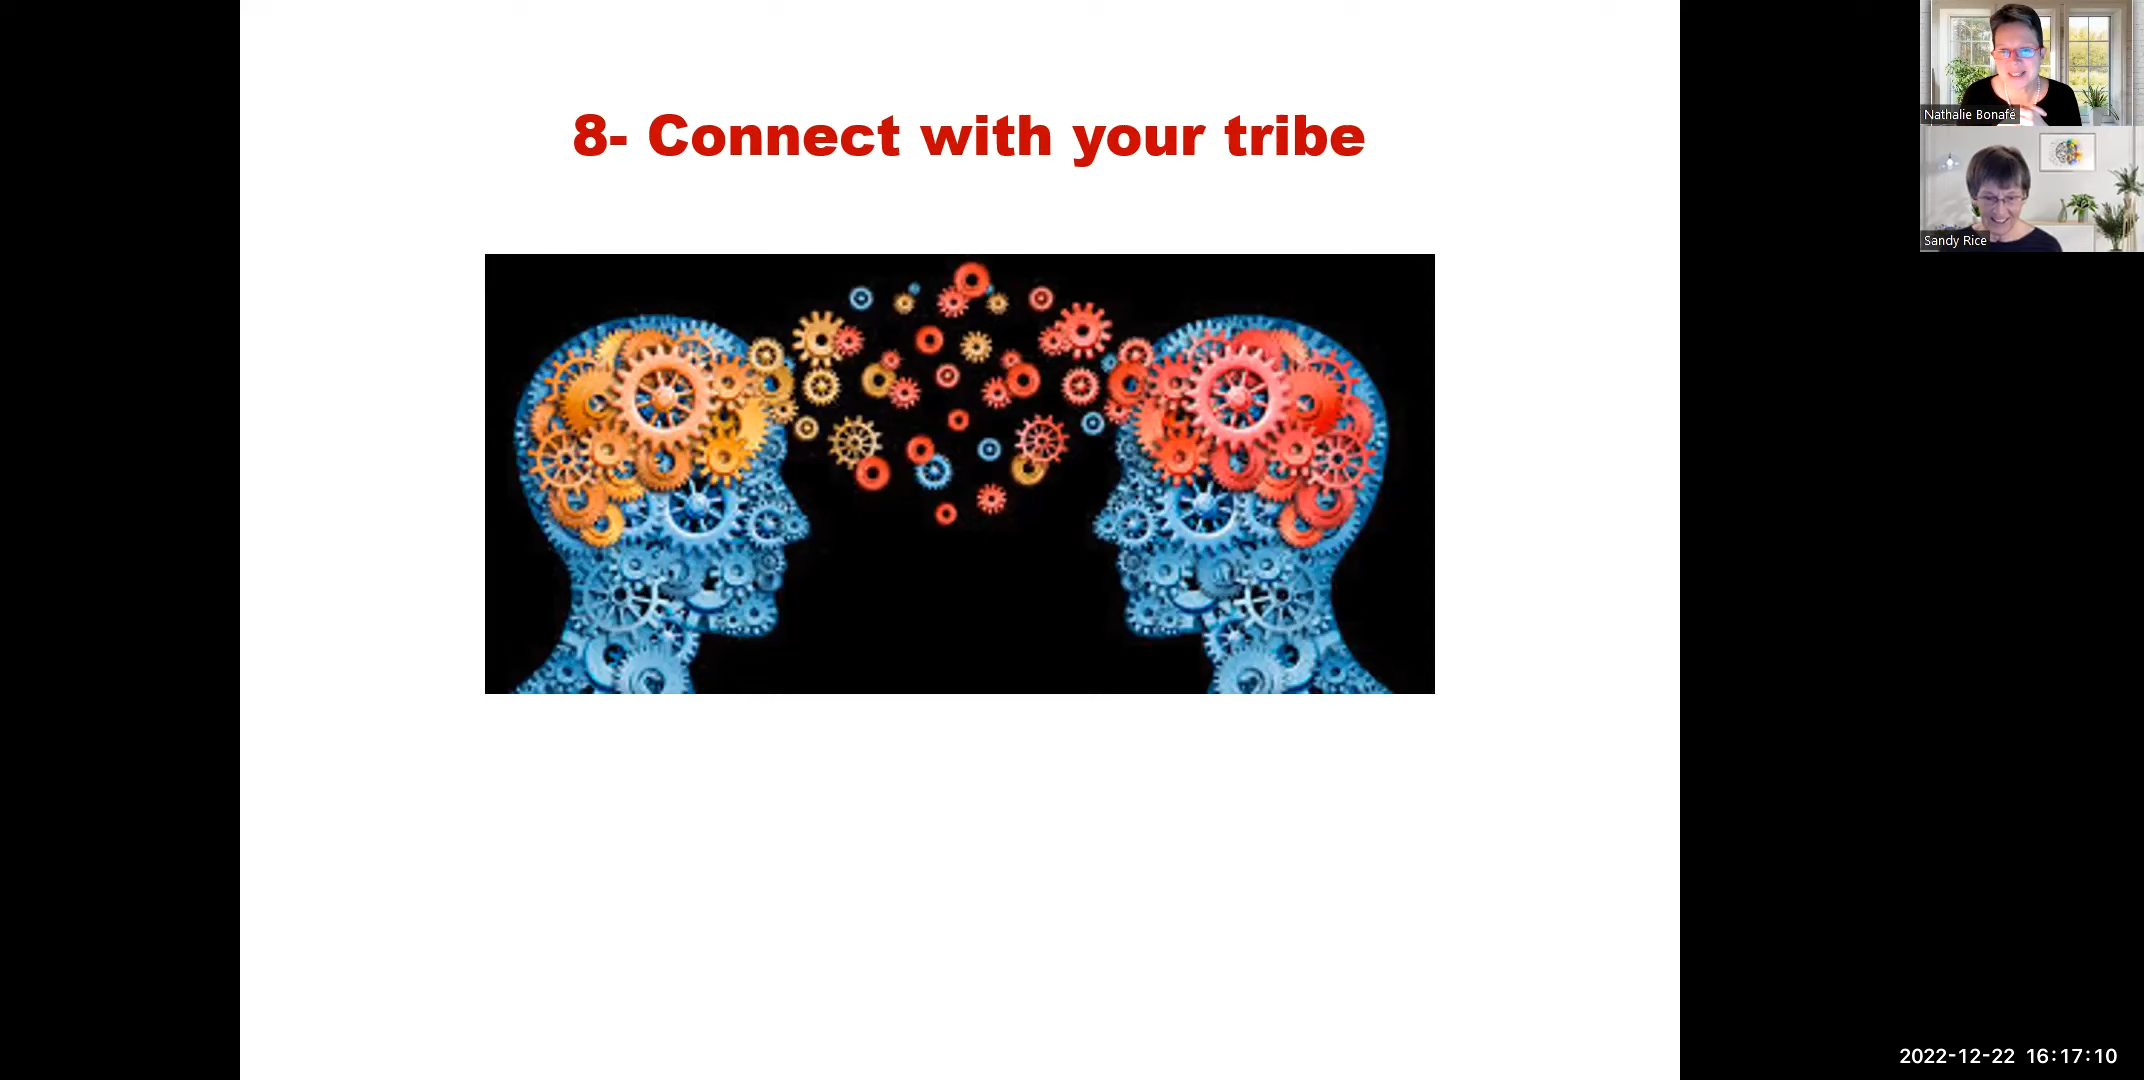 8- Connect with your tribe
Nathalie Bonafé
Sandy Rice
2022-12-22 16:17:10